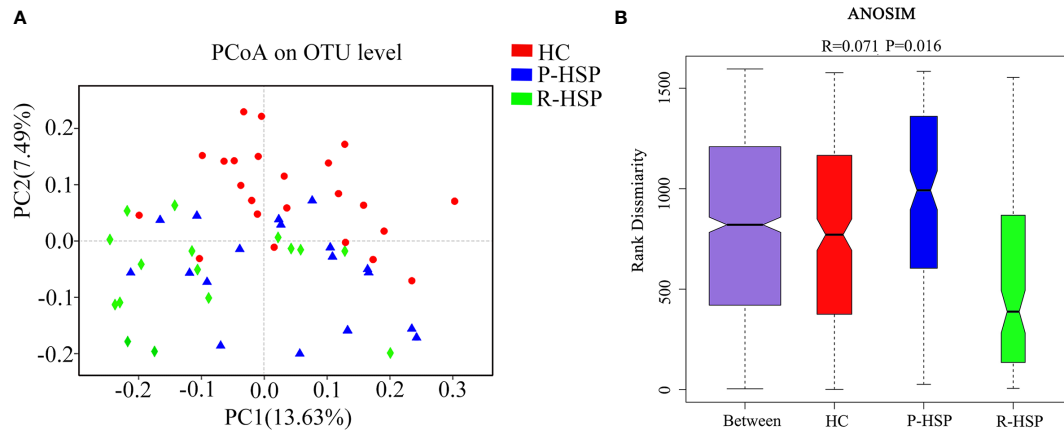 A
PCoA on OTU level
HC
P-HSP
R-HSP
PC2(7.49%)
0.2
0.1
0.0
-0.1
-0.2
-0.2
-0.1
0.0
0.1
0.2
0.3
PC1(13.63%)
B
ANOSIM
R=0.071 P=0.016
Rank Dissmiarity
1500
1000
500
0
Between
HC
P-HSP
R-HSP